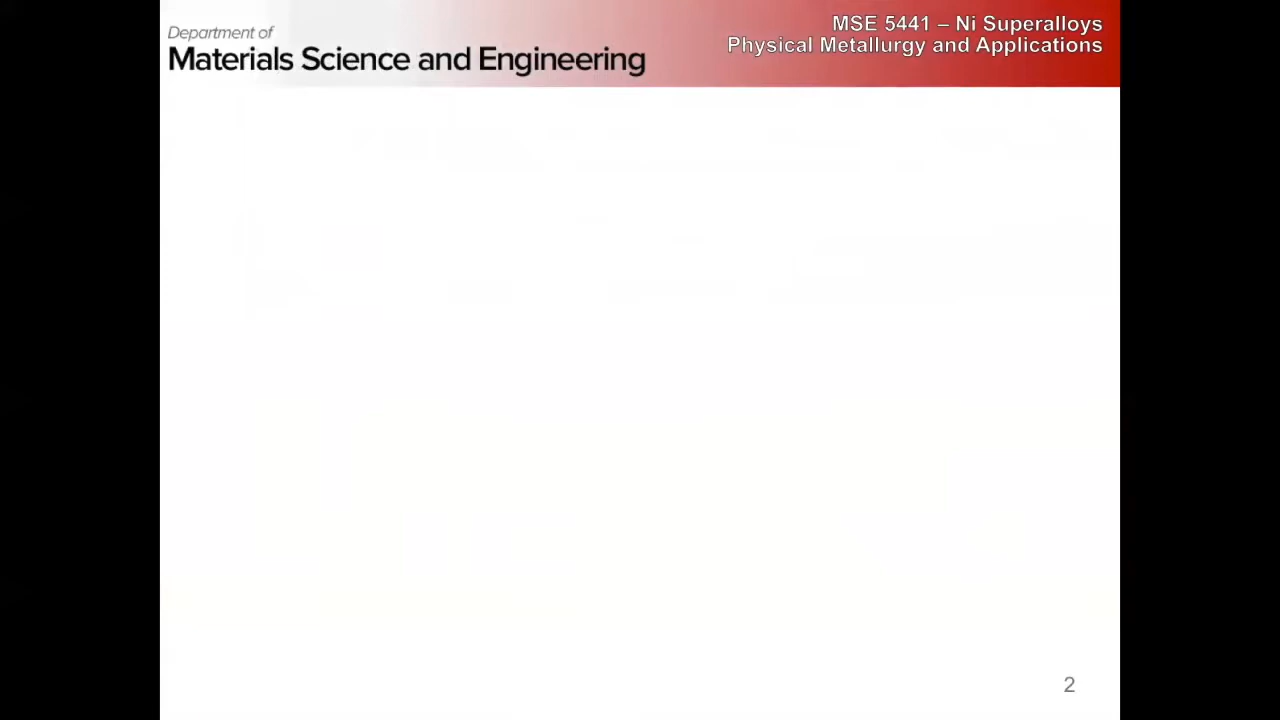 Department of
Materials Science and Engineering
MSE 5441 – Ni Superalloys
Physical Metallurgy and Applications
2